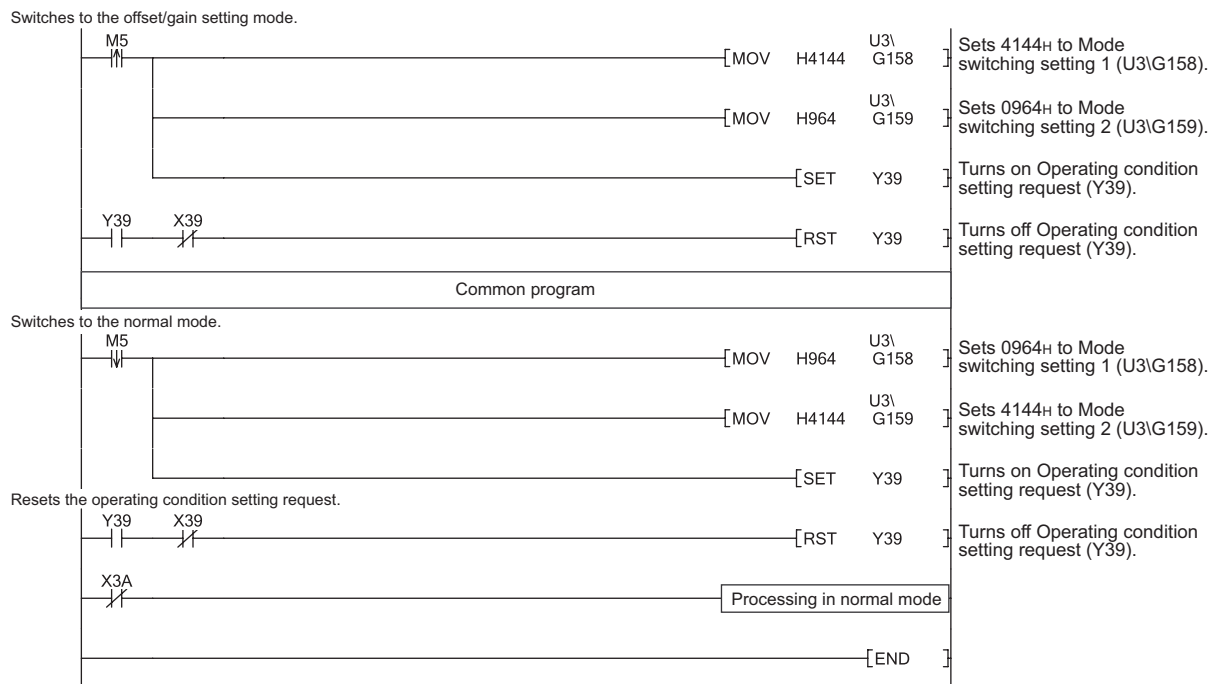 Switches to the offset/gain setting mode.
M5
[MOV H4144 U3\G158 ]
Sets 4144H to Mode
switching setting 1 (U3\G158).
[MOV H964 U3\G159 ]
Sets 0964H to Mode
switching setting 2 (U3\G159).
[SET Y39 ]
Turns on Operating condition
setting request (Y39).
Y39 X39
[RST Y39 ]
Turns off Operating condition
setting request (Y39).
Common program
Switches to the normal mode.
M5
[MOV H964 U3\G158 ]
Sets 0964H to Mode
switching setting 1 (U3\G158).
[MOV H4144 U3\G159 ]
Sets 4144H to Mode
switching setting 2 (U3\G159).
[SET Y39 ]
Turns on Operating condition
setting request (Y39).
Resets the operating condition setting request.
Y39 X39
[RST Y39 ]
Turns off Operating condition
setting request (Y39).
X3A
Processing in normal mode
[END ]